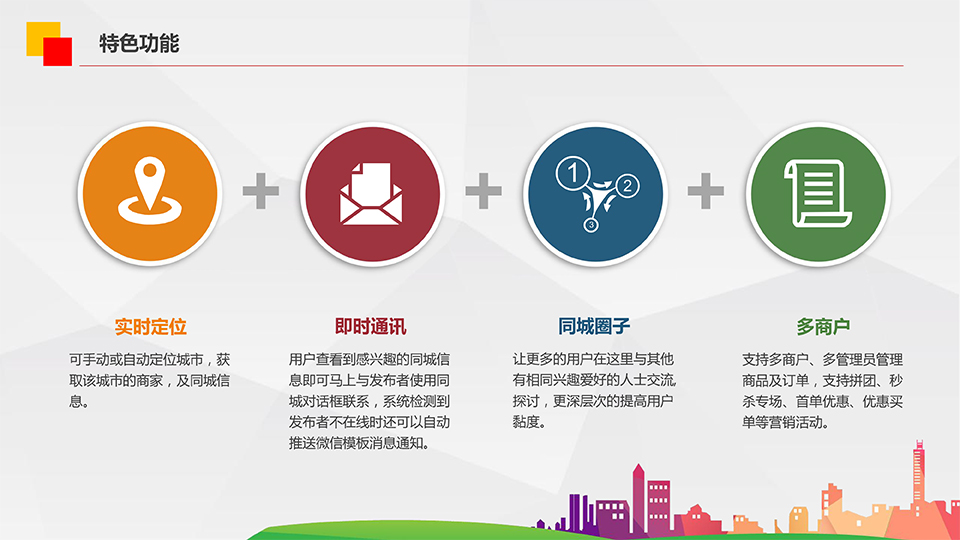 特色功能
1
2
3
实时定位
可手动或自动定位城市，获
取该城市的商家，及同城信
息。
即时通讯
用户查看到感兴趣的同城信
息即可马上与发布者使用同
城对话框联系，系统检测到
发布者不在线时还可以自动
推送微信模板消息通知。
同城圈子
让更多的用户在这里与其他
有相同兴趣爱好的人士交流,
探讨，更深层次的提高用户
黏度。
多商户
支持多商户、多管理员管理
商品及订单，支持拼团、秒
杀专场、首单优惠、优惠买
单等营销活动。